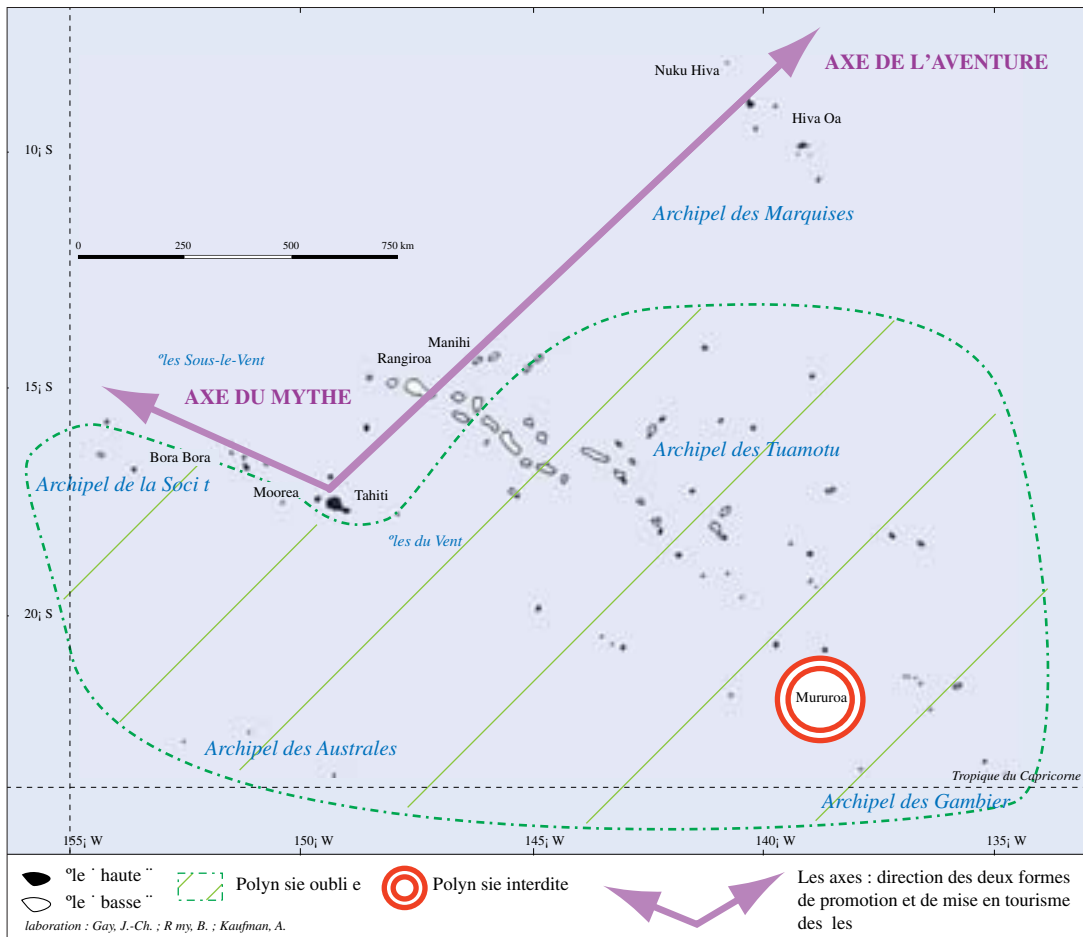 AXE DE L'AVENTURE
Nuku Hiva
Hiva Oa
10¡ S
Archipel des Marquises
0 250 500 750 km
Manihi
ºles Sous-le-Vent
Rangiroa
15¡ S
AXE DU MYTHE
Bora Bora
Archipel des Tuamotu
Archipel de la Soci t
Moorea
Tahiti
ºles du Vent
20¡ S
Mururoa
Archipel des Australes
Tropique du Capricorne
Archipel des Gambier
155¡ W 150¡ W 145¡ W 140¡ W 135¡ W
ºle ˙ haute ¨
ºle ˙ basse ¨
Polyn sie oubli e
Polyn sie interdite
Les axes : direction des deux formes
de promotion et de mise en tourisme
des les
laboration : Gay, J.-Ch. ; R my, B. ; Kaufman, A.